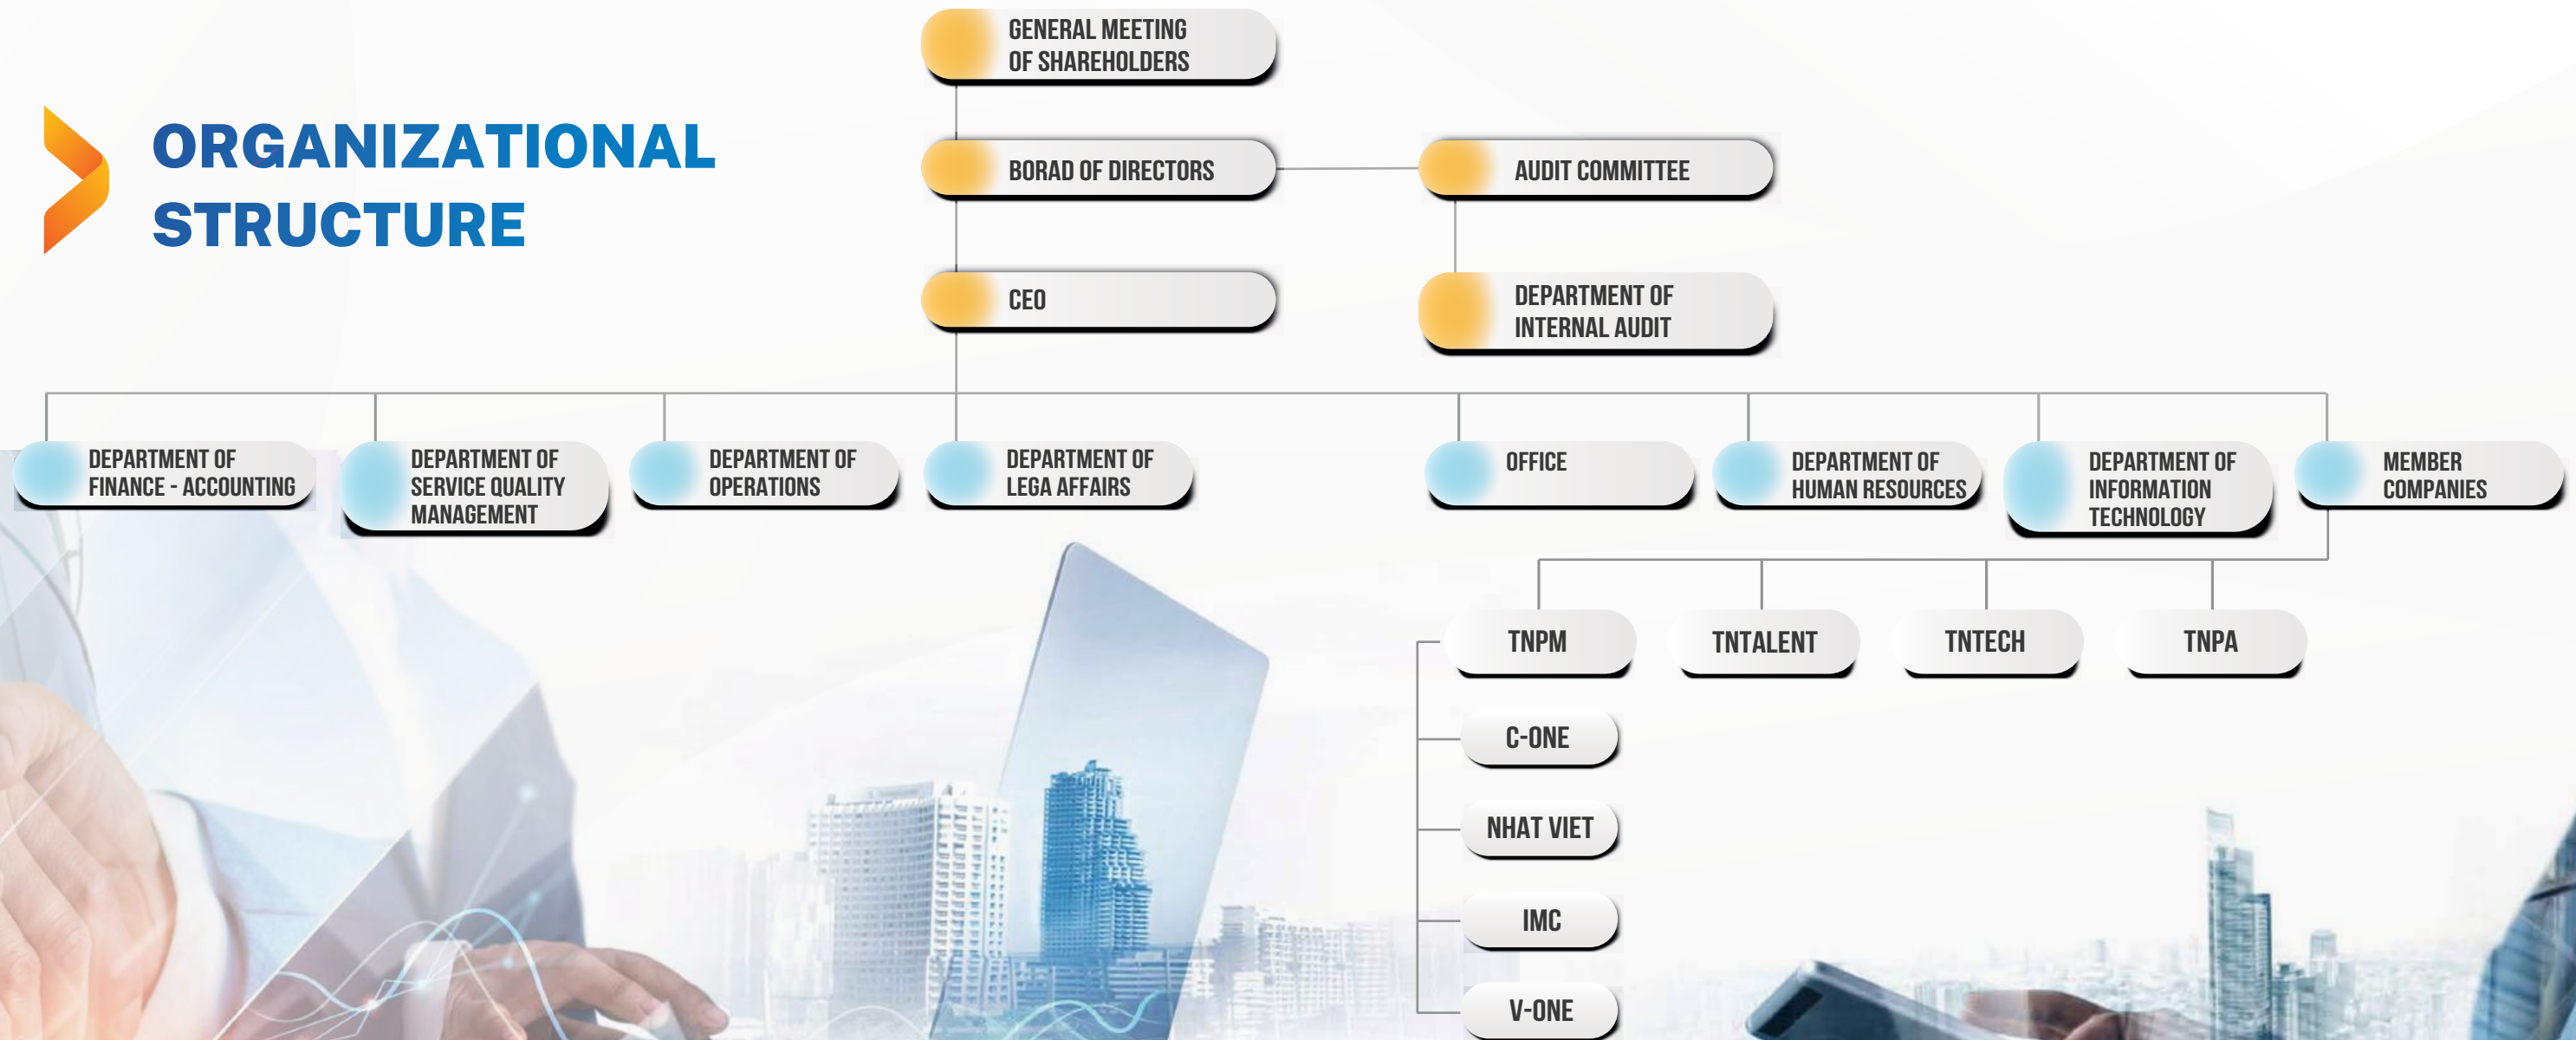 GENERAL MEETING
OF SHAREHOLDERS
ORGANIZATIONAL
STRUCTURE
BORAD OF DIRECTORS
AUDIT COMMITTEE
CEO
DEPARTMENT OF
INTERNAL AUDIT
DEPARTMENT OF
FINANCE - ACCOUNTING
DEPARTMENT OF
SERVICE QUALITY
MANAGEMENT
DEPARTMENT OF
OPERATIONS
DEPARTMENT OF
LEGA AFFAIRS
OFFICE
DEPARTMENT OF
HUMAN RESOURCES
DEPARTMENT OF
INFORMATION
TECHNOLOGY
MEMBER
COMPANIES
TNPM
TNTALENT
TNTECH
TNPA
C-ONE
NHAT VIET
IMC
V-ONE